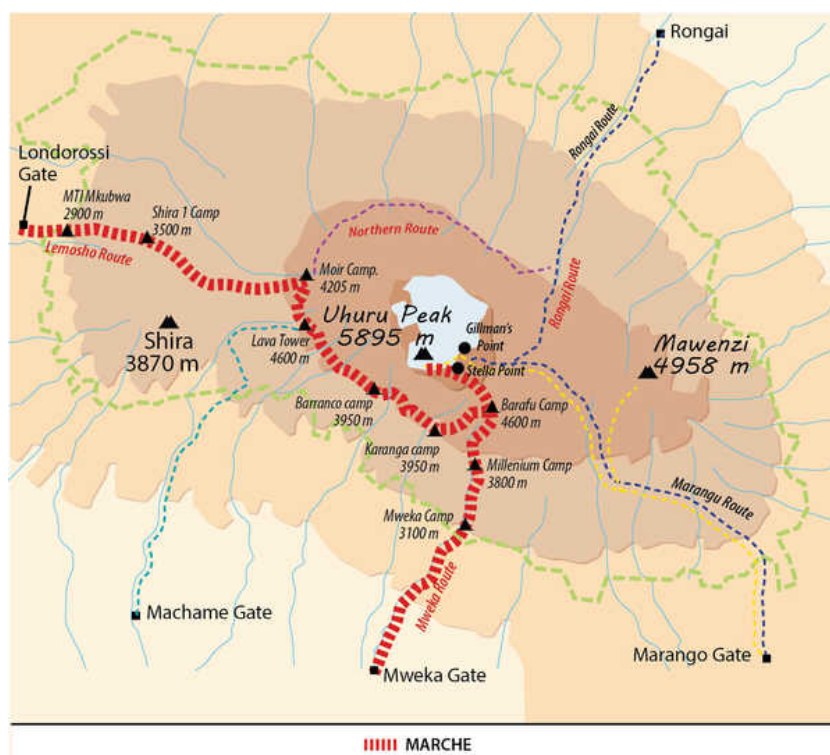 Rongai
Rongai Route
Londorossi
Gate
MTI Mkubwa
2900 m
Shira 1 Camp
3500 m
Lemosho Route
Northern Route
Rangai Route
Moir Camp.
4205 m
Uhuru Peak
5895 m
Gillman's
Point
Stella Point
Shira
3870 m
Lava Tower
4600 m
Mawenzi
4958 m
Barranco camp
3950 m
Barafu Camp
4600 m
Karanga camp
3950 m
Millenium Camp
3800 m
Marangu Route
Mweka Camp
3100 m
Mweka Route
Machame Gate
Mweka Gate
Marango Gate
MARCHE